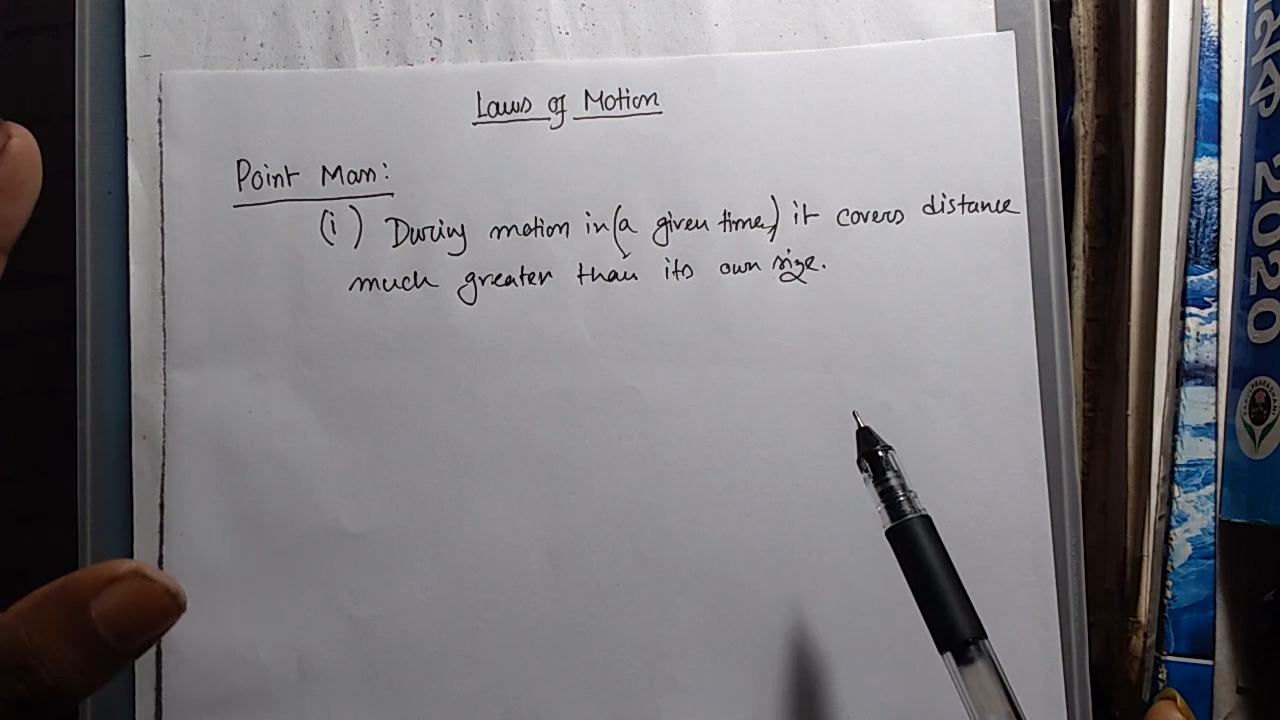 Laws of Motion
Point Mass:
(i) During motion in (a given time) it covers distance
much greater than its own size.
2020